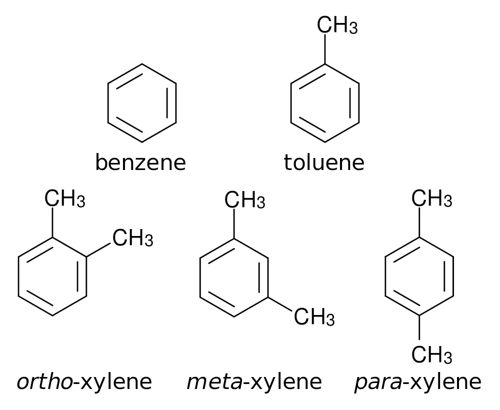 CH3
benzene
toluene
CH3
CH3
CH3
CH3
CH3
CH3
ortho-xylene
meta-xylene
para-xylene